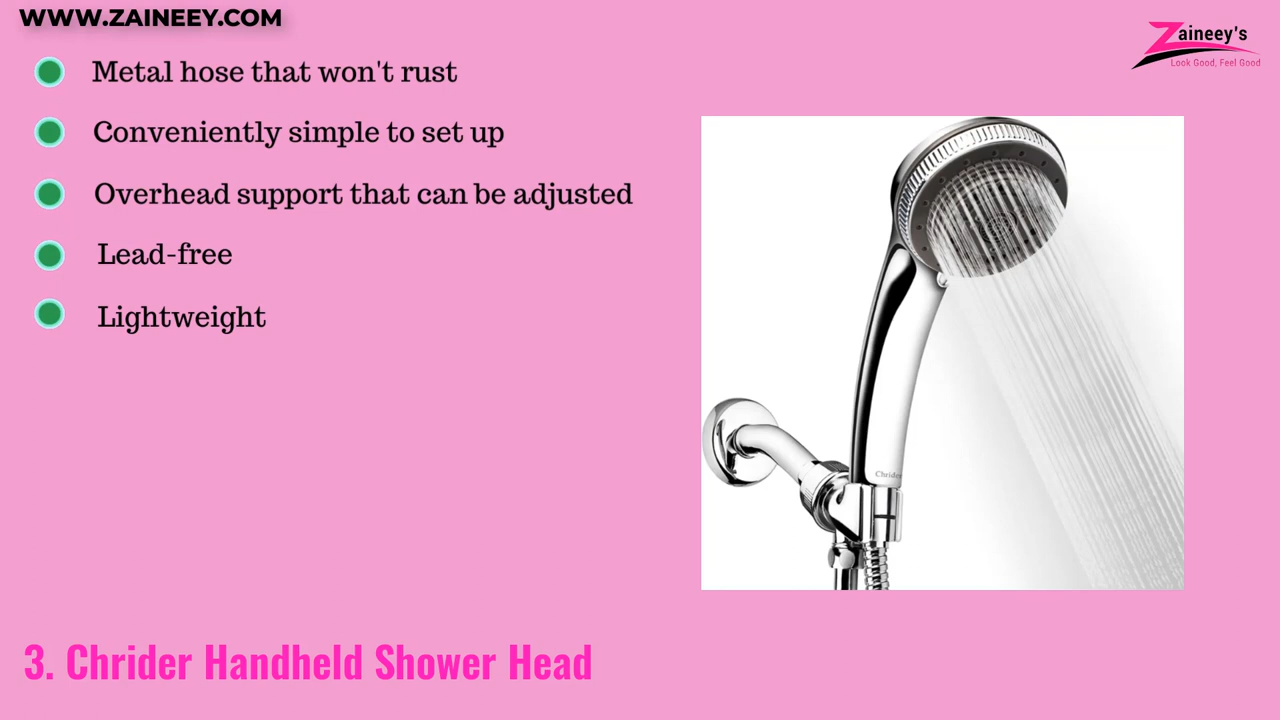 WWW.ZAINEEY.COM
Zaineey's
Look Good, Feel Good
Metal hose that won't rust
Conveniently simple to set up
Overhead support that can be adjusted
Lead-free
Lightweight
Chrider
3. Chrider Handheld Shower Head